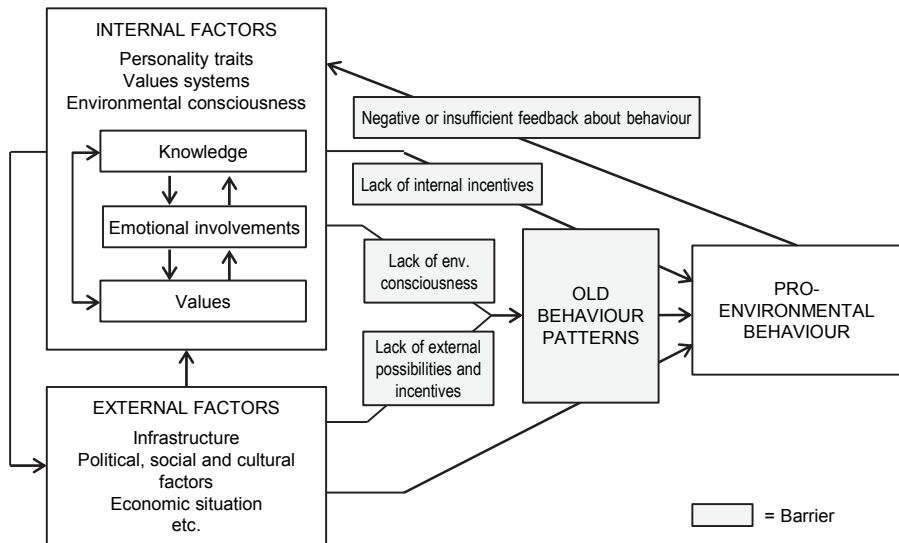 INTERNAL FACTORS
Personality traits
Values systems
Environmental consciousness
Knowledge
Emotional involvements
Values
Negative or insufficient feedback about behaviour
Lack of internal incentives
Lack of env.
consciousness
Lack of external
possibilities and
incentives
OLD
BEHAVIOUR
PATTERNS
PRO-
ENVIRONMENTAL
BEHAVIOUR
EXTERNAL FACTORS
Infrastructure
Political, social and cultural
factors
Economic situation
etc.
= Barrier